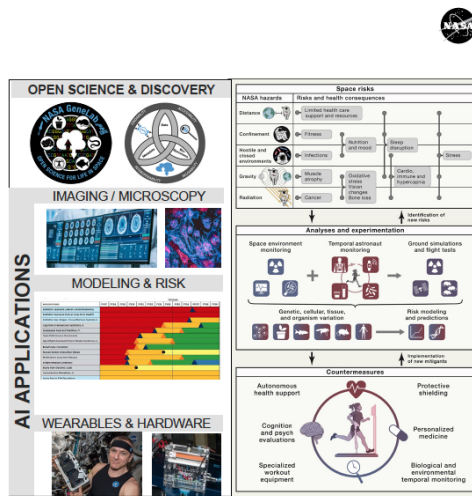 NASA
OPEN SCIENCE & DISCOVERY
NASA GeneLab
OPEN SCIENCE FOR LIFE IN SPACE
AI APPLICATIONS
IMAGING / MICROSCOPY
MODELING & RISK
WEARABLES & HARDWARE
Space risks
NASA hazards
Risks and health consequences
Distance
Limited health care
support and resources
Confinement
Fitness
Nutrition
and mood
Sleep
disruption
Hostile and
closed
environments
Infections
Stress
Gravity
Muscle
atrophy
Oxidative
stress
Vision
changes
Bone loss
Cardio,
immune and
hypercapnia
Radiation
Cancer
Identification of
new risks
Analyses and experimentation
Space environment
monitoring
Temporal astronaut
monitoring
Ground simulations
and flight tests
Genetic, cellular, tissue,
and organism variation
Risk modeling
and predictions
Implementation
of new mitigants
Countermeasures
Autonomous
health support
Protective
shielding
Cognition
and psych
evaluations
Personalized
medicine
Specialized
workout
equipment
Biological and
environmental
temporal monitoring